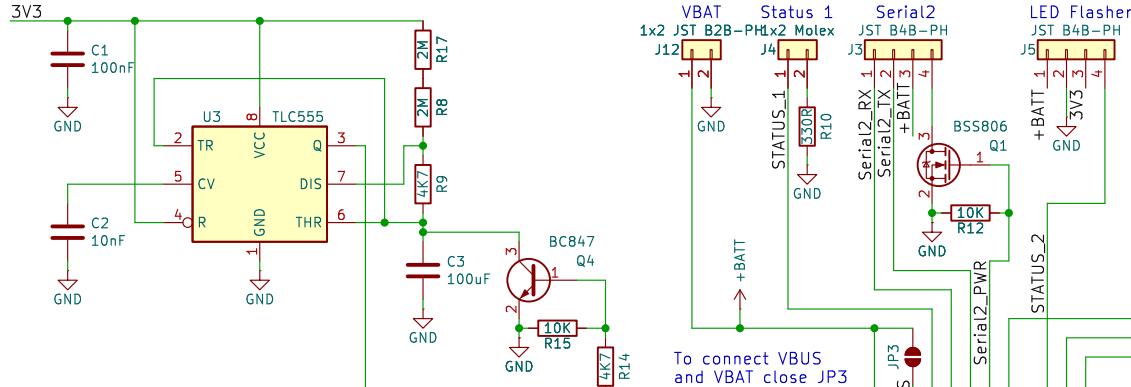 3V3
VBAT
Status 1
Serial2
LED Flasher
1x2 JST B2B-PH
1x2 Molex
JST B4B-PH
JST B4B-PH
J12
J4
J3
J5
1 2
1 2
1 2 3 4
1 2 3 4
C1
100nF
GND
2M
R17
2M
R8
4K7
R9
U3
TLC555
8
VCC
2 TR
5 CV
4 R
Q 3
DIS 7
THR 6
GND
1
GND
C2
10nF
GND
C3
100uF
GND
BC847
Q4
3
1
2
10K
R15
GND
4K7
R14
GND
STATUS_1
330R
R10
GND
Serial2_RX
Serial2_TX
+BATT
BSS806
Q1
3
1
2
10K
R12
GND
Serial2_PWR
+BATT
3V3
GND
STATUS_2
+BATT
JP3
S
To connect VBUS
and VBAT close JP3